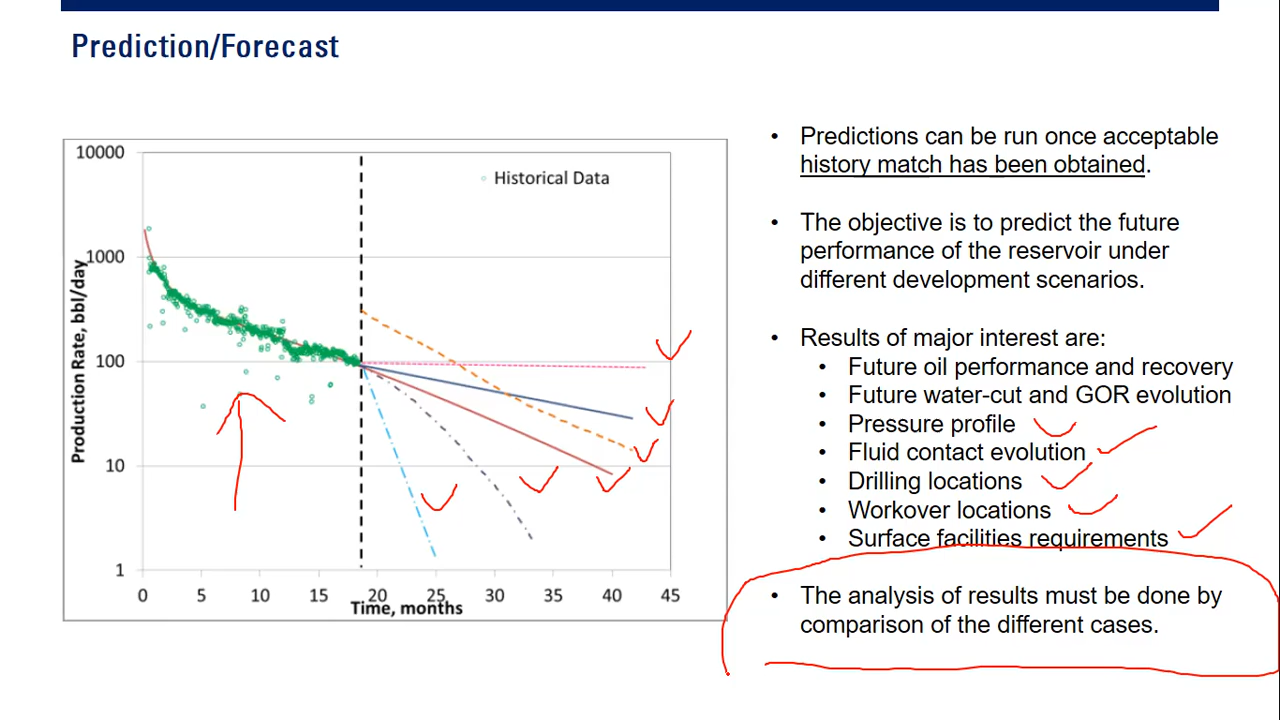 Prediction/Forecast
10000
1000
100
10
1
Production Rate, bbl/day
Historical Data
0 5 10 15 20 25 30 35 40 45
Time, months
• Predictions can be run once acceptable
history match has been obtained.
• The objective is to predict the future
performance of the reservoir under
different development scenarios.
• Results of major interest are:
• Future oil performance and recovery
• Future water-cut and GOR evolution
• Pressure profile
• Fluid contact evolution
• Drilling locations
• Workover locations
• Surface facilities requirements
• The analysis of results must be done by
comparison of the different cases.